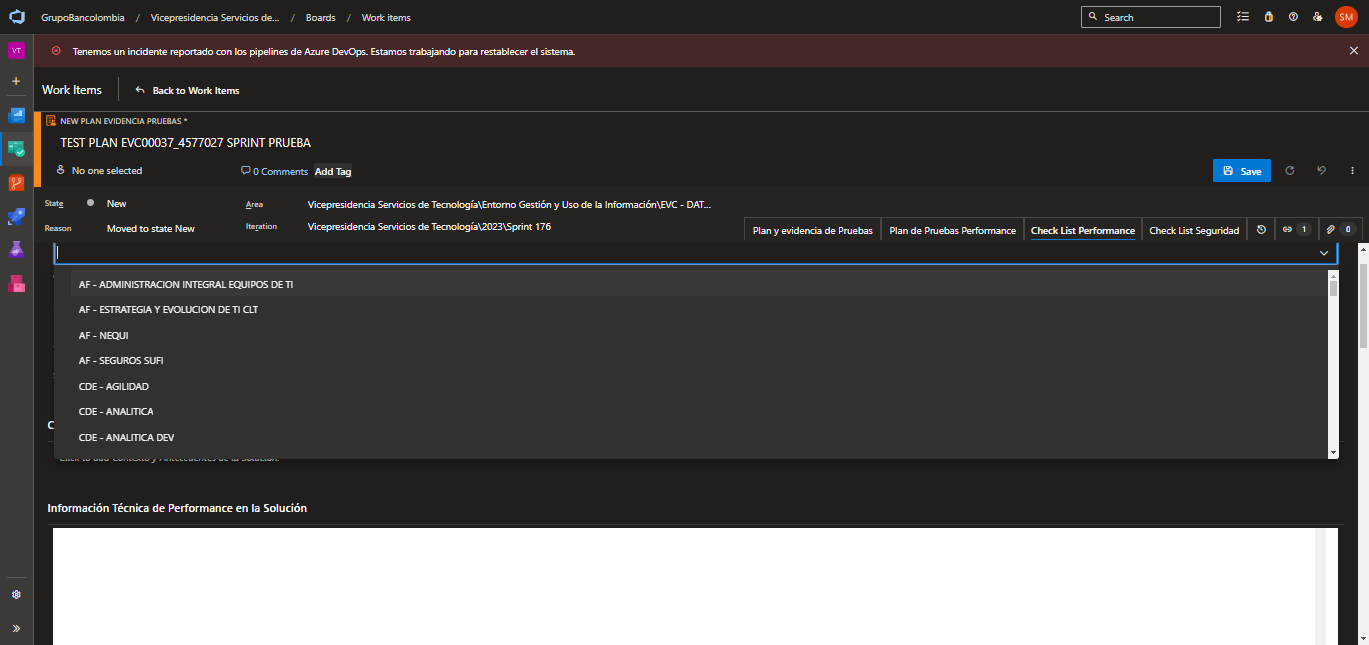 GrupoBancolombia / Vicepresidencia Servicios de... / Boards / Work items
Search
SM
VT
Tenemos un incidente reportado con los pipelines de Azure DevOps. Estamos trabajando para restablecer el sistema.
Work Items
Back to Work Items
NEW PLAN EVIDENCIA PRUEBAS *
TEST PLAN EVC00037_4577027 SPRINT PRUEBA
No one selected
0 Comments
Add Tag
Save
State
New
Area
Vicepresidencia Servicios de Tecnología\Entorno Gestión y Uso de la Información\EVC - DAT...
Reason
Moved to state New
Iteration
Vicepresidencia Servicios de Tecnología\2023\Sprint 176
Plan y evidencia de Pruebas
Plan de Pruebas Performance
Check List Performance
Check List Seguridad
1
0
AF - ADMINISTRACION INTEGRAL EQUIPOS DE TI
AF - ESTRATEGIA Y EVOLUCION DE TI CLT
AF - NEQUI
AF - SEGUROS SUFI
CDE - AGILIDAD
CDE - ANALITICA
CDE - ANALITICA DEV
Click to add Contexto y Antecedentes de la Solución.
Información Técnica de Performance en la Solución